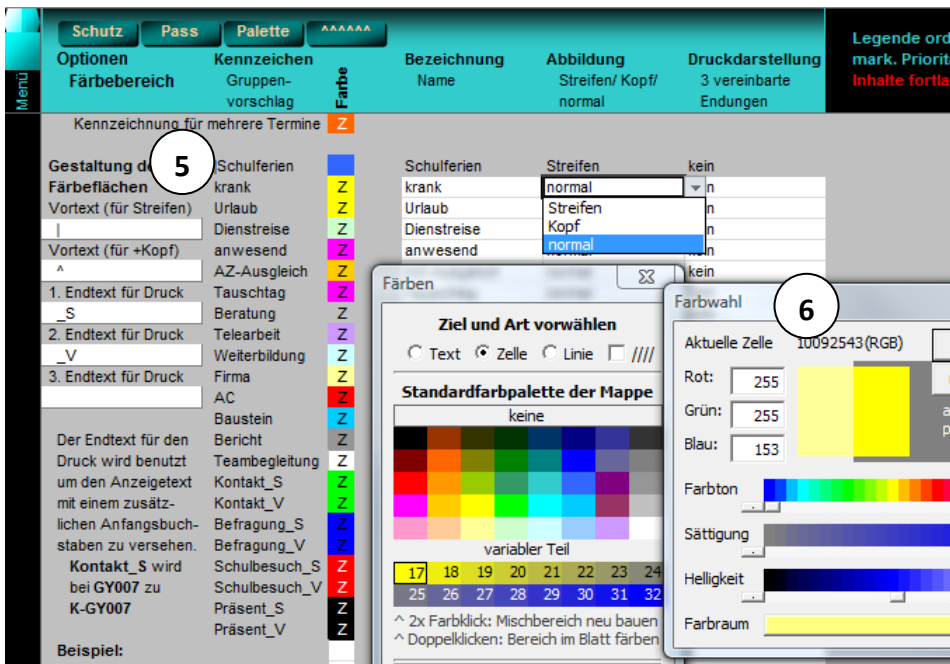 Schutz Pass Palette ^^^^^^
Menü
Optionen Kennzeichen Bezeichnung Abbildung Druckdarstellung
Färbebereich Gruppen- Farbe Name Streifen/ Kopf/ 3 vereinbarte
vorschlag normal Endungen
Legende ord
mark. Priorit
Inhalte fortla
Kennzeichnung für mehrere Termine Z
5
Gestaltung de Schulferien Schulferien Streifen kein
Färbeflächen krank Z krank normal n
Vortext (für Streifen) Urlaub Z Urlaub Streifen n
| Dienstreise Z Dienstreise Kopf n
Vortext (für +Kopf) anwesend Z anwesend normal n
^ AZ-Ausgleich Z kein
1. Endtext für Druck Tauschtag Z
_S Beratung Z
2. Endtext für Druck Telearbeit Z
_V Weiterbildung Z
3. Endtext für Druck Firma Z
AC Z
Baustein Z
Der Endtext für den Bericht Z
Druck wird benutzt Teambegleitung Z
um den Anzeigetext Kontakt_S Z
mit einem zusätz- Kontakt_V Z
lichen Anfangsbuch- Befragung_S Z
staben zu versehen. Befragung_V Z
Kontakt_S wird Schulbesuch_S Z
bei GY007 zu Schulbesuch_V Z
K-GY007 Präsent_S Z
Präsent_V Z
Beispiel:
Färben
Ziel und Art vorwählen
Text Zelle Linie ////
Standardfarbpalette der Mappe
keine
variabler Teil
17 18 19 20 21 22 23 24
25 26 27 28 29 30 31 32
^ 2x Farbklick: Mischbereich neu bauen
^ Doppelklicken: Bereich im Blatt färben
Farbwahl
6
Aktuelle Zelle 10092543(RGB)
Rot: 255
Grün: 255
Blau: 153
a
p
Farbton
Sättigung
Helligkeit
Farbraum